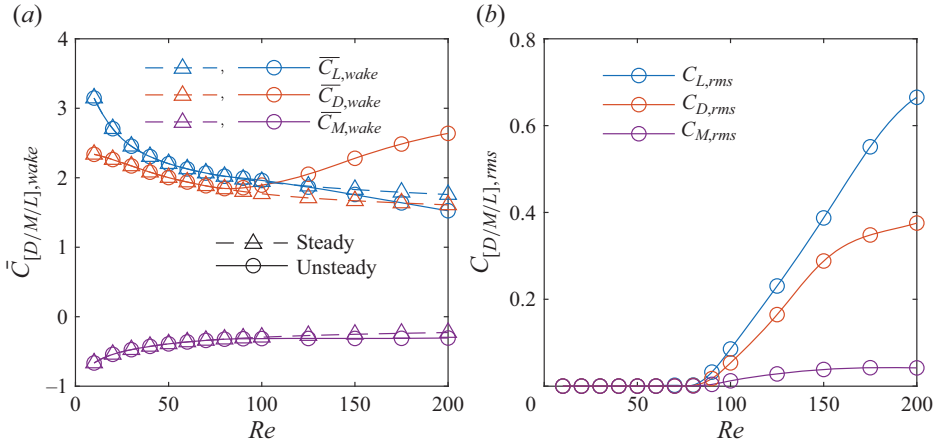 (a)
4
3
2
1
−0
−1
0
50
100
150
200
Re
C̄[D/M/L],wake
, C̄L,wake
, C̄D,wake
, C̄M,wake
Steady
Unsteady
(b)
0.8
0.6
0.4
0.2
0
50
100
150
200
Re
C[D/M/L],rms
CL,rms
CD,rms
CM,rms